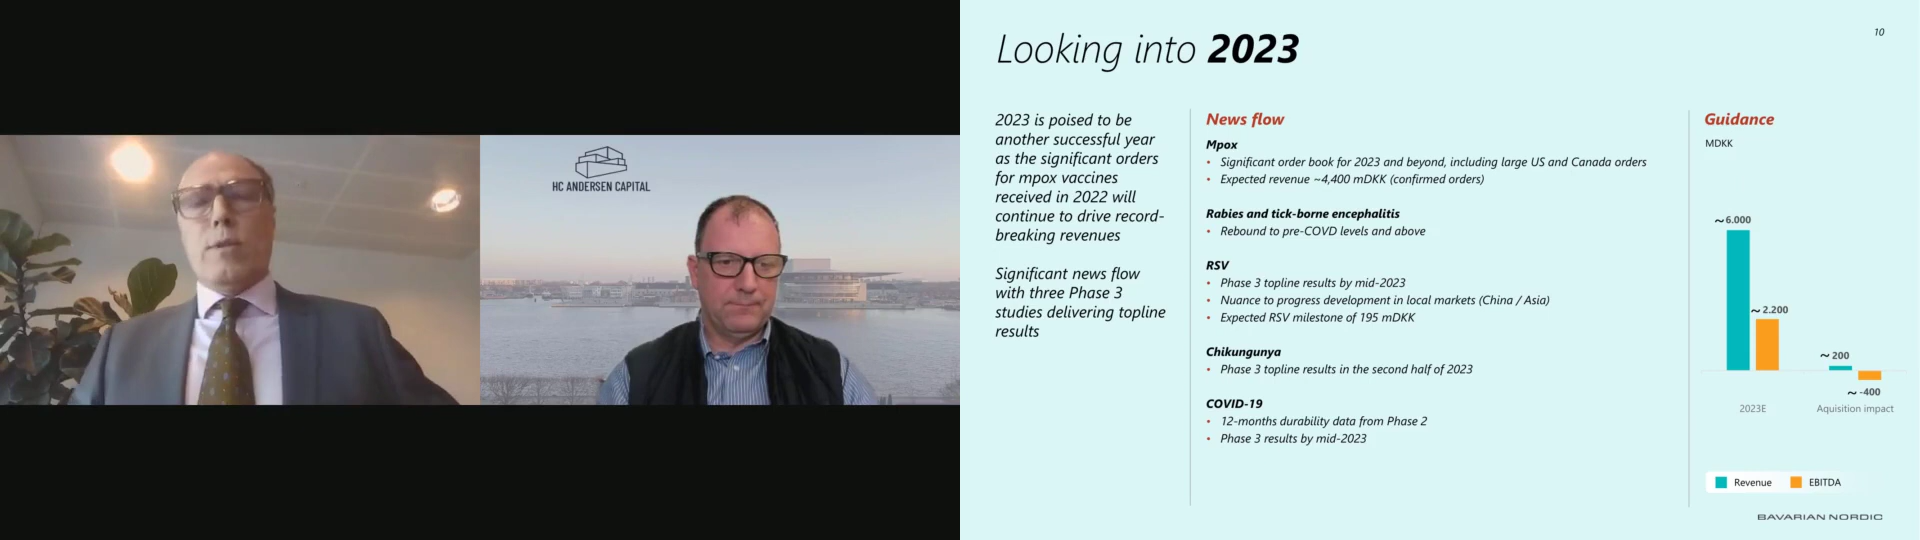 HC ANDERSEN CAPITAL
10
Looking into 2023
2023 is poised to be
another successful year
as the significant orders
for mpox vaccines
received in 2022 will
continue to drive record-
breaking revenues
Significant news flow
with three Phase 3
studies delivering topline
results
News flow
Mpox
• Significant order book for 2023 and beyond, including large US and Canada orders
• Expected revenue ~4,400 mDKK (confirmed orders)
Rabies and tick-borne encephalitis
• Rebound to pre-COVD levels and above
RSV
• Phase 3 topline results by mid-2023
• Nuance to progress development in local markets (China / Asia)
• Expected RSV milestone of 195 mDKK
Chikungunya
• Phase 3 topline results in the second half of 2023
COVID-19
• 12-months durability data from Phase 2
• Phase 3 results by mid-2023
Guidance
MDKK
~6.000
~2.200
~200
~-400
2023E
Aquisition impact
Revenue
EBITDA
BAVARIAN NORDIC